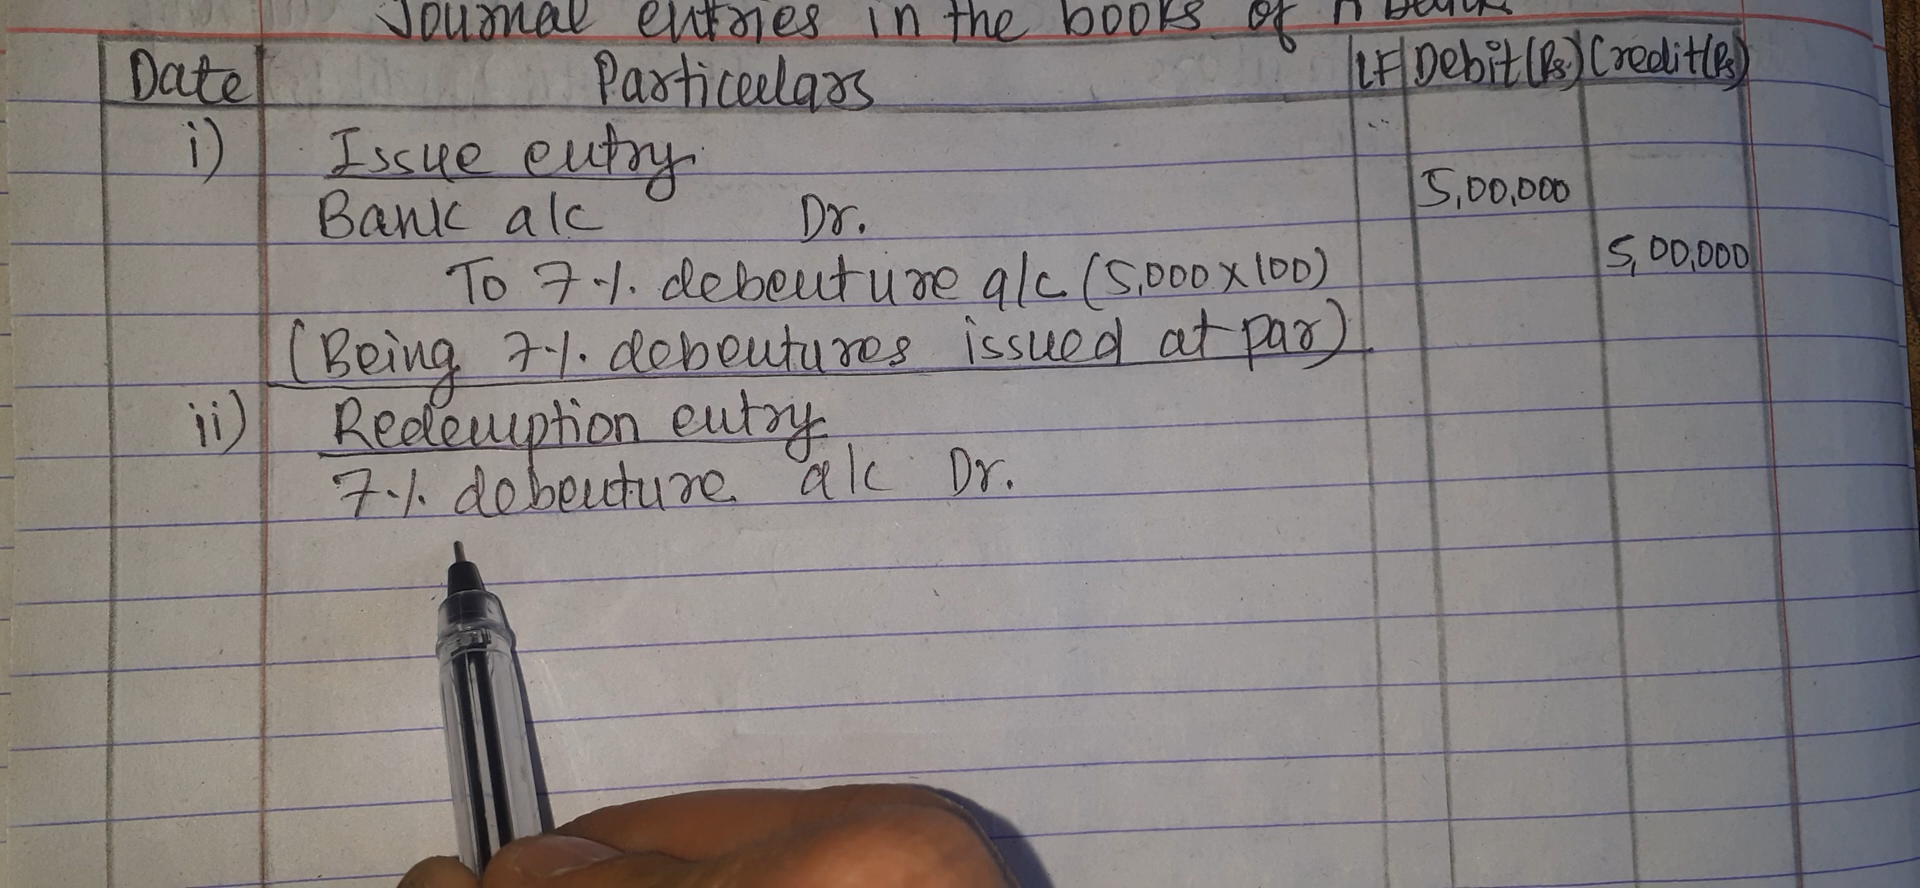 Journal entries in the books of A bank
Date Particulars LF Debit(Rs.) Credit(Rs)
i) Issue entry
Bank a/c Dr. 5,00,000
To 7% debenture a/c (5,000 x 100) 5,00,000
(Being 7% debentures issued at par)
ii) Redemption entry
7% debenture a/c Dr.